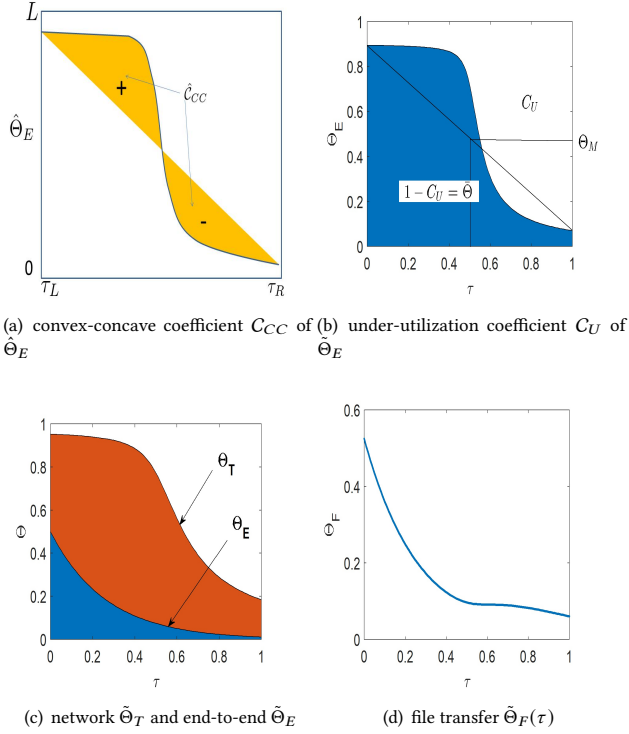 L
+
Ĉ_CC
Θ̂_E
-
0
τ_L
τ_R
1
0.8
C_U
0.6
Θ_E
Θ_M
0.4
1 − C_U = Θ̄
0.2
0
0 0.2 0.4 0.6 0.8 1
τ
(a) convex-concave coefficient C_CC of Θ̂_E
(b) under-utilization coefficient C_U of Θ̃_E
1
0.8
Θ_T
0.6
Θ
Θ_E
0.4
0.2
0
0 0.2 0.4 0.6 0.8 1
τ
0.6
0.4
Θ_F
0.2
0
0 0.2 0.4 0.6 0.8 1
τ
(c) network Θ̃_T and end-to-end Θ̃_E
(d) file transfer Θ̃_F(τ)